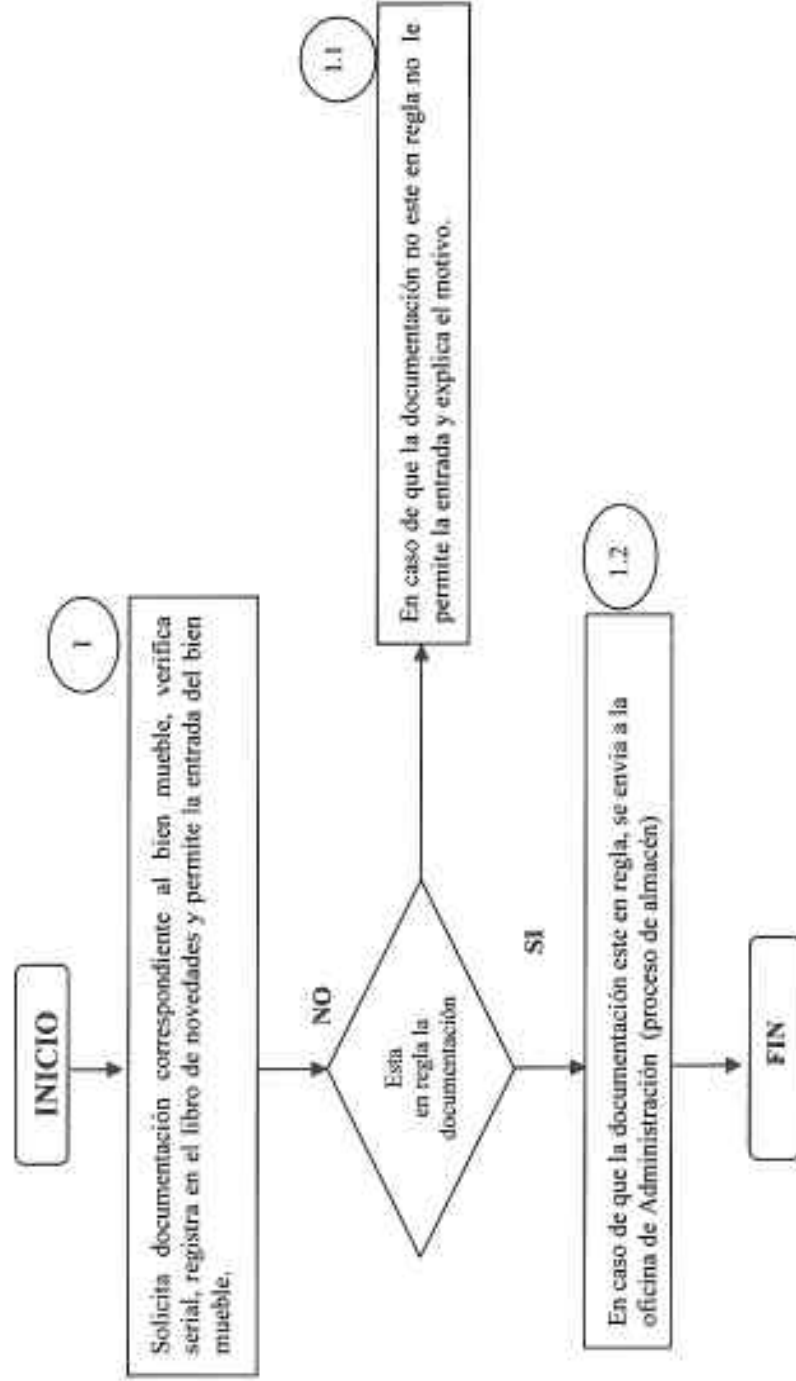 INICIO
1
Solicita documentación correspondiente al bien mueble, verifica
serial, registra en el libro de novedades y permite la entrada del bien
mueble.
NO
Esta
en regla la
documentación
1.1
En caso de que la documentación no este en regla no le
permite la entrada y explica el motivo.
SI
1.2
En caso de que la documentación este en regla, se envia a la
oficina de Administración (proceso de almacén)
FIN